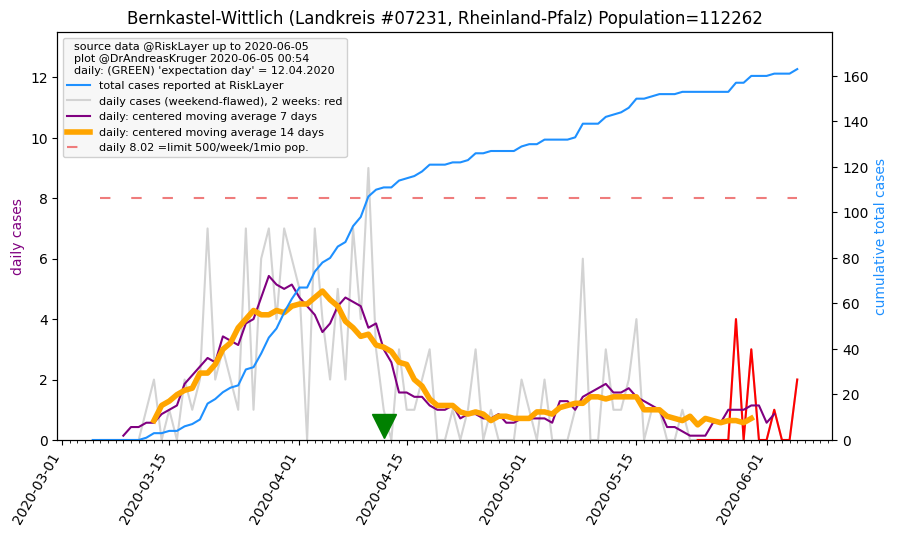 Bernkastel-Wittlich (Landkreis #07231, Rheinland-Pfalz) Population=112262
source data @RiskLayer up to 2020-06-05
plot @DrAndreasKruger 2020-06-05 00:54
daily: (GREEN) 'expectation day' = 12.04.2020
total cases reported at RiskLayer
daily cases (weekend-flawed), 2 weeks: red
daily: centered moving average 7 days
daily: centered moving average 14 days
daily 8.02 =limit 500/week/1mio pop.
daily cases
12
10
8
6
4
2
0
160
140
120
100
80
60
40
20
0
cumulative total cases
2020-03-01
2020-03-15
2020-04-01
2020-04-15
2020-05-01
2020-05-15
2020-06-01